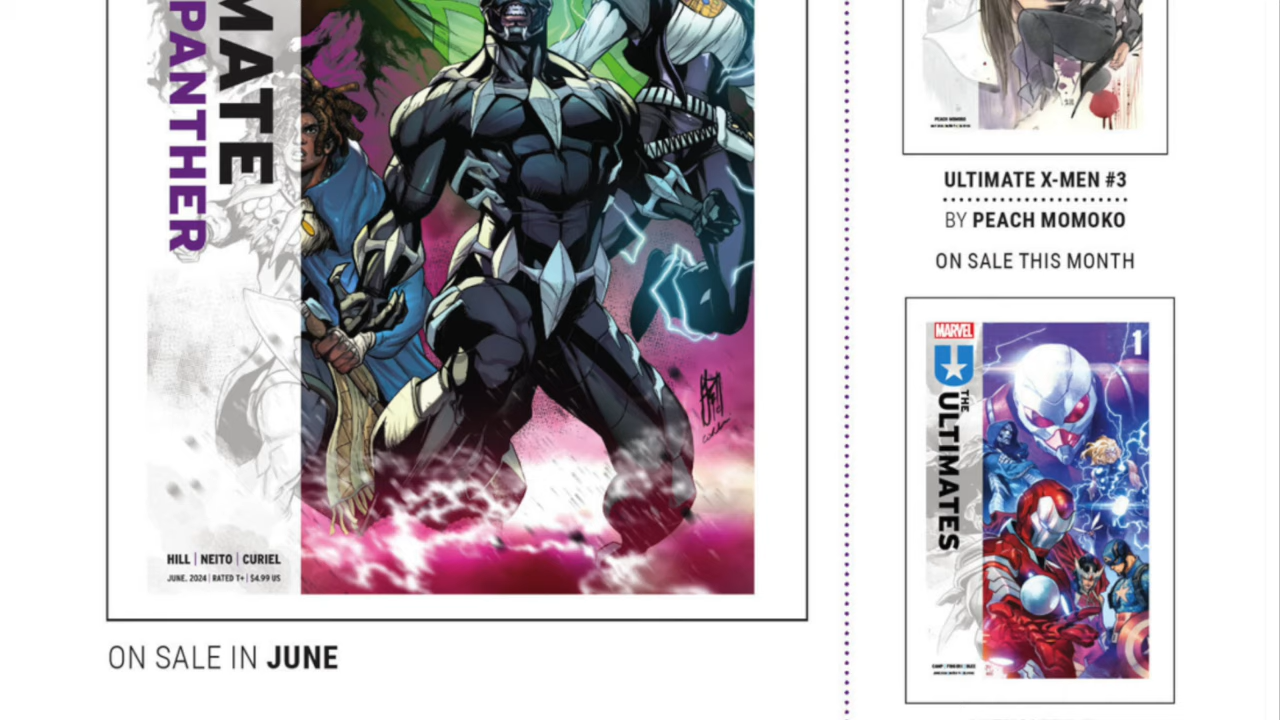 MATE
PANTHER
HILL | NEITO | CURIEL
JUNE. 2024 | RATED T+ | $4.99 US
ON SALE IN JUNE
PEACH MOMOKO
ULTIMATE X-MEN #3
BY PEACH MOMOKO
ON SALE THIS MONTH
MARVEL
1
THE
ULTIMATES